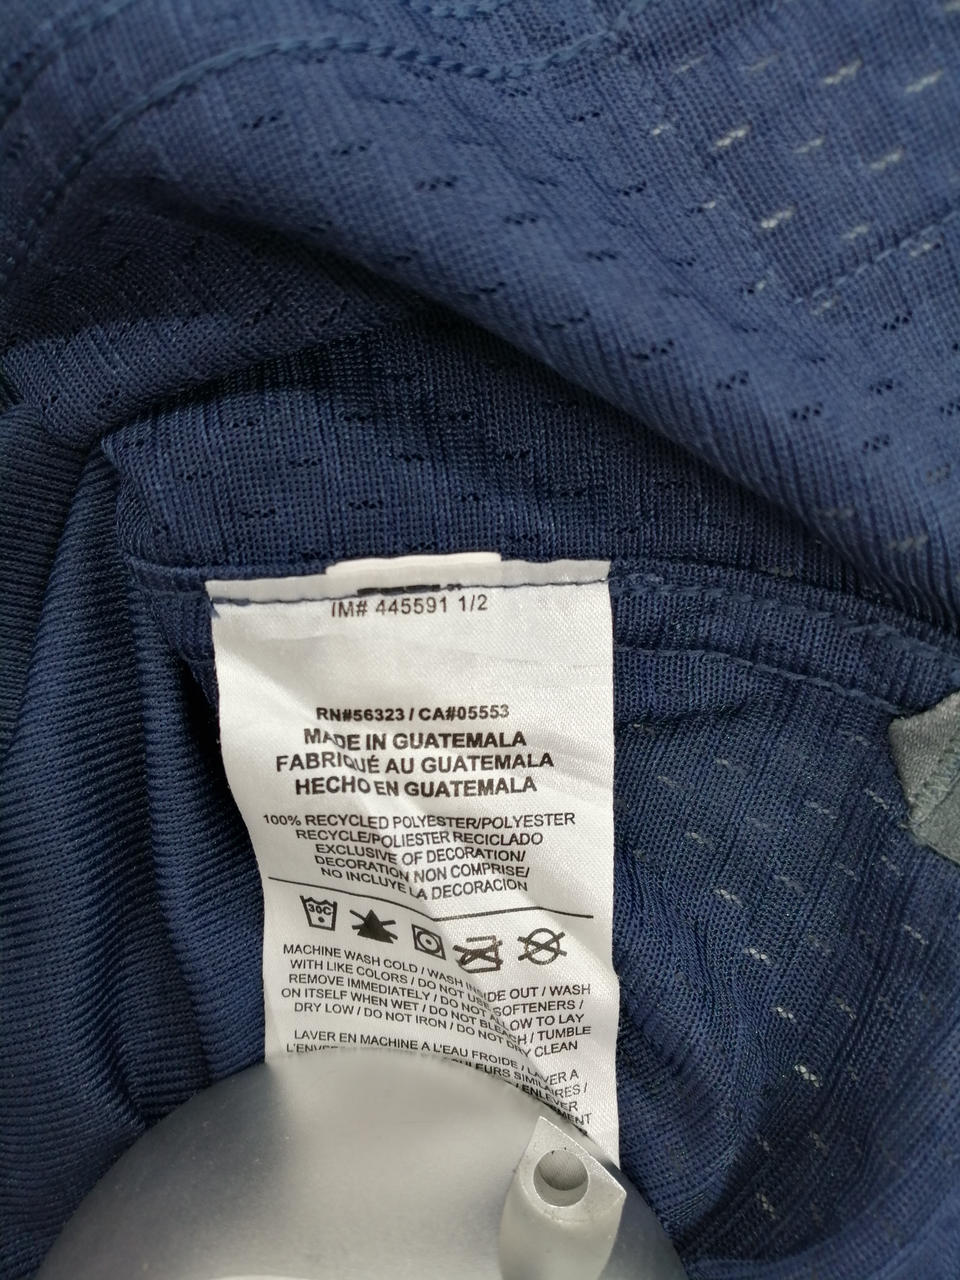 IM# 445591 1/2
RN#56323 / CA#05553
MADE IN GUATEMALA
FABRIQUÉ AU GUATEMALA
HECHO EN GUATEMALA
100% RECYCLED POLYESTER/POLYESTER
RECYCLE/POLIESTER RECICLADO
EXCLUSIVE OF DECORATION/
DECORATION NON COMPRISE/
NO INCLUYE LA DECORACION
30C
MACHINE WASH COLD / WASH INSIDE OUT / WASH
WITH LIKE COLORS / DO NOT USE SOFTENERS /
REMOVE IMMEDIATELY / DO NOT ALLOW TO LAY
ON ITSELF WHEN WET / DO NOT BLEACH / TUMBLE
DRY LOW / DO NOT IRON / DO NOT DRY CLEAN
LAVER EN MACHINE A L'EAU FROIDE / LAVER A
SIMILAIRES /
/ ENLEVER